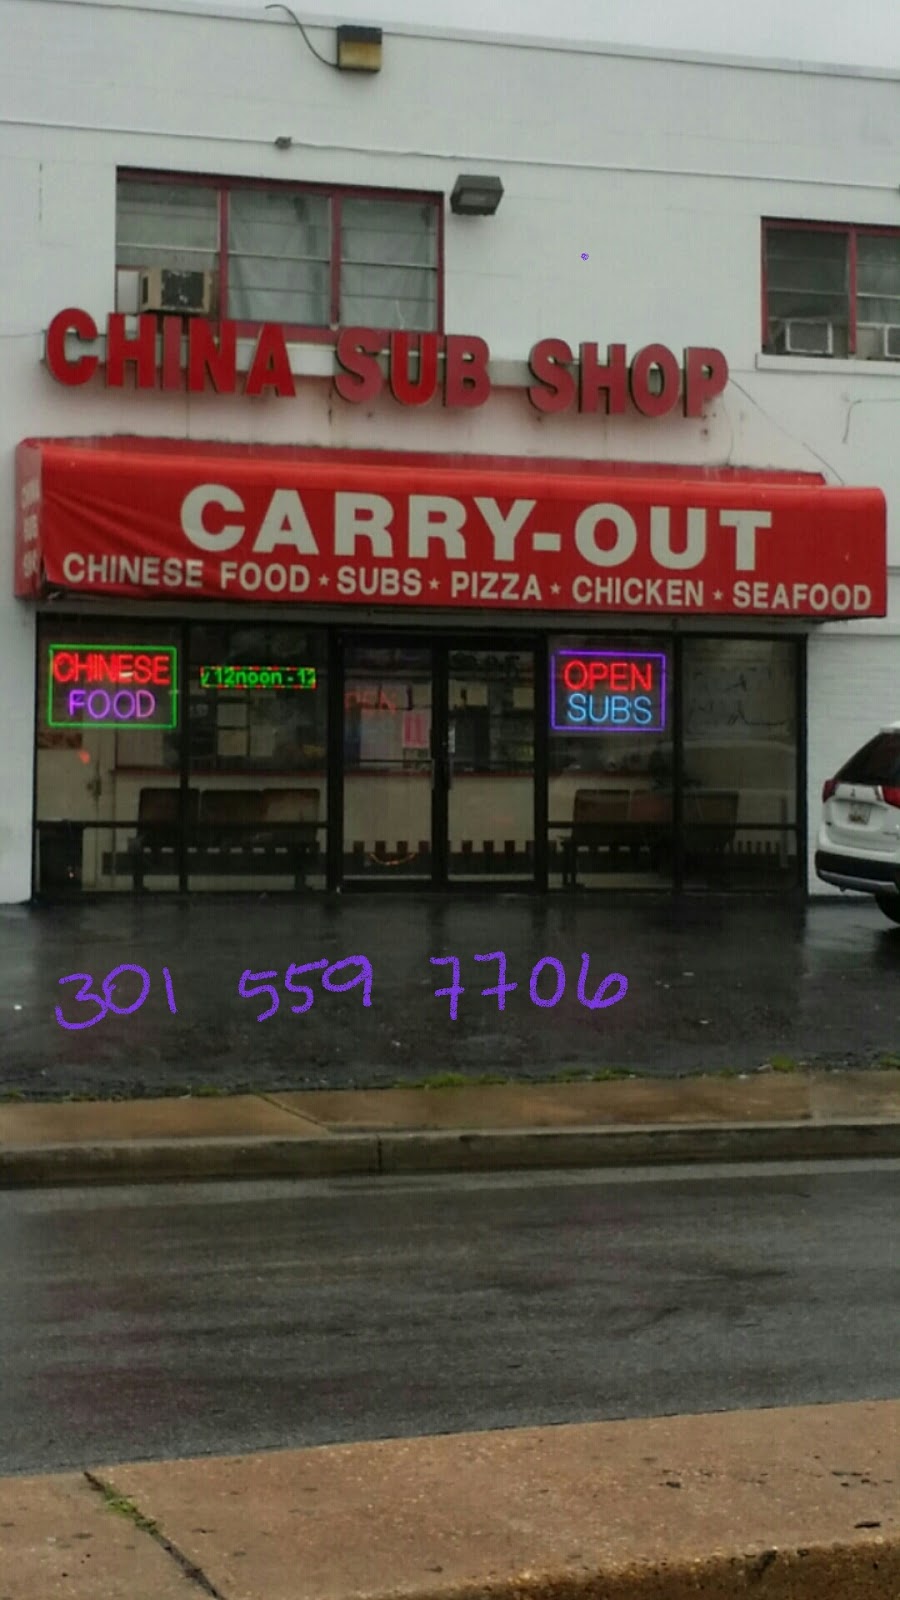 CHINA SUB SHOP
CARRY-OUT
CHINESE FOOD ★ SUBS ★ PIZZA ★ CHICKEN ★ SEAFOOD
CHINESE
FOOD
12noon - 12
OPEN
SUBS
301 559 7706